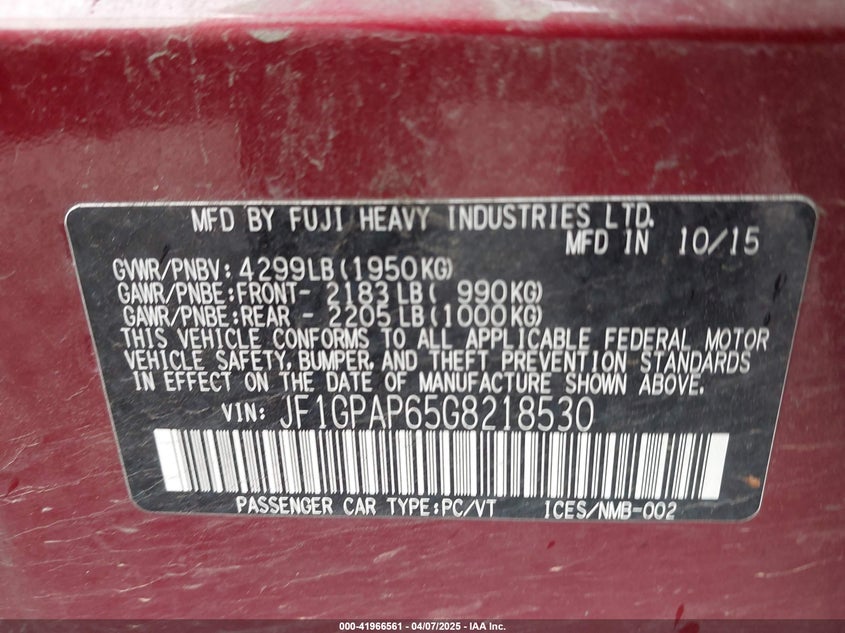 MFD BY FUJI HEAVY INDUSTRIES LTD.
MFD IN 10/15
GVWR/PNBV: 4299LB(1950KG)
GAWR/PNBE:FRONT- 2183 LB( 990KG)
GAWR/PNBE:REAR - 2205 LB(1000KG)
THIS VEHICLE CONFORMS TO ALL APPLICABLE FEDERAL MOTOR
VEHICLE SAFETY, BUMPER, AND THEFT PREVENTION STANDARDS
IN EFFECT ON THE DATE OF MANUFACTURE SHOWN ABOVE.
VIN: JF1GPAP65G8218530
PASSENGER CAR TYPE:PC/VT ICES/NMB-002
000-41966561 - 04/07/2025 - IAA Inc.